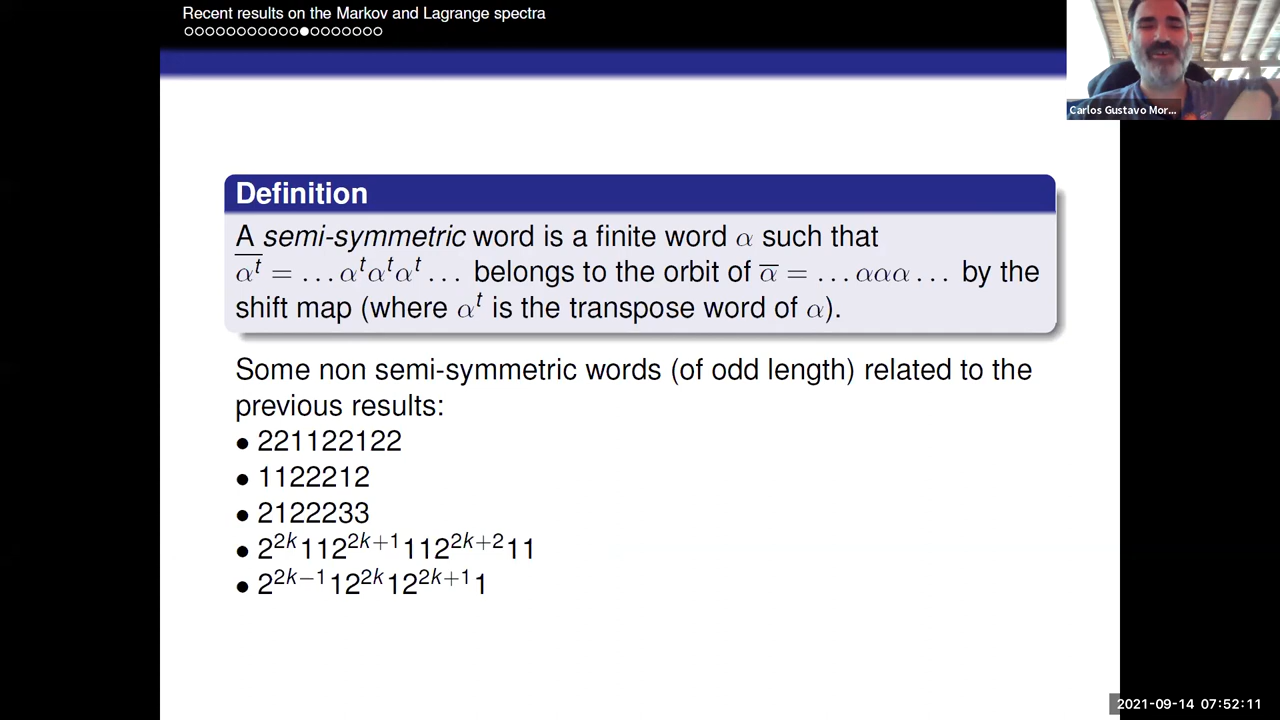 Recent results on the Markov and Lagrange spectra
Carlos Gustavo Mor...
Definition
A semi-symmetric word is a finite word α such that
$\overline{α^t}$ = ...α^tα^tα^t... belongs to the orbit of $\overline{α}$ = ...ααα... by the
shift map (where α^t is the transpose word of α).
Some non semi-symmetric words (of odd length) related to the
previous results:
• 221122122
• 1122212
• 2122233
• 2^{2k}112^{2k+1}112^{2k+2}11
• 2^{2k−1}12^{2k}12^{2k+1}1
2021-09-14 07:52:11